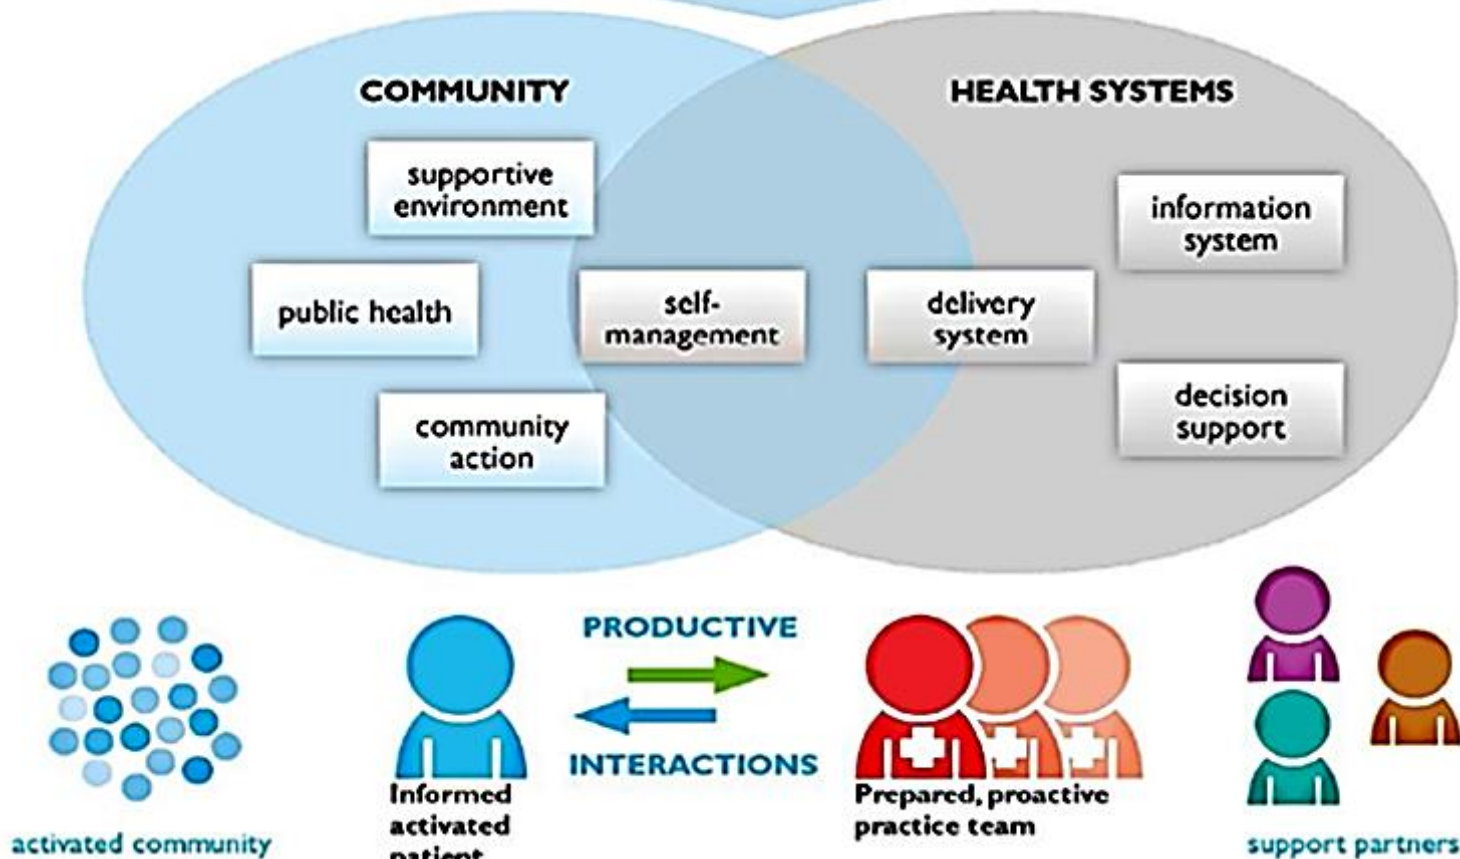 COMMUNITY
HEALTH SYSTEMS
supportive
environment
information
system
public health
self-
management
delivery
system
community
action
decision
support
PRODUCTIVE
INTERACTIONS
activated community
Informed
activated
patient
Prepared, proactive
practice team
support partners